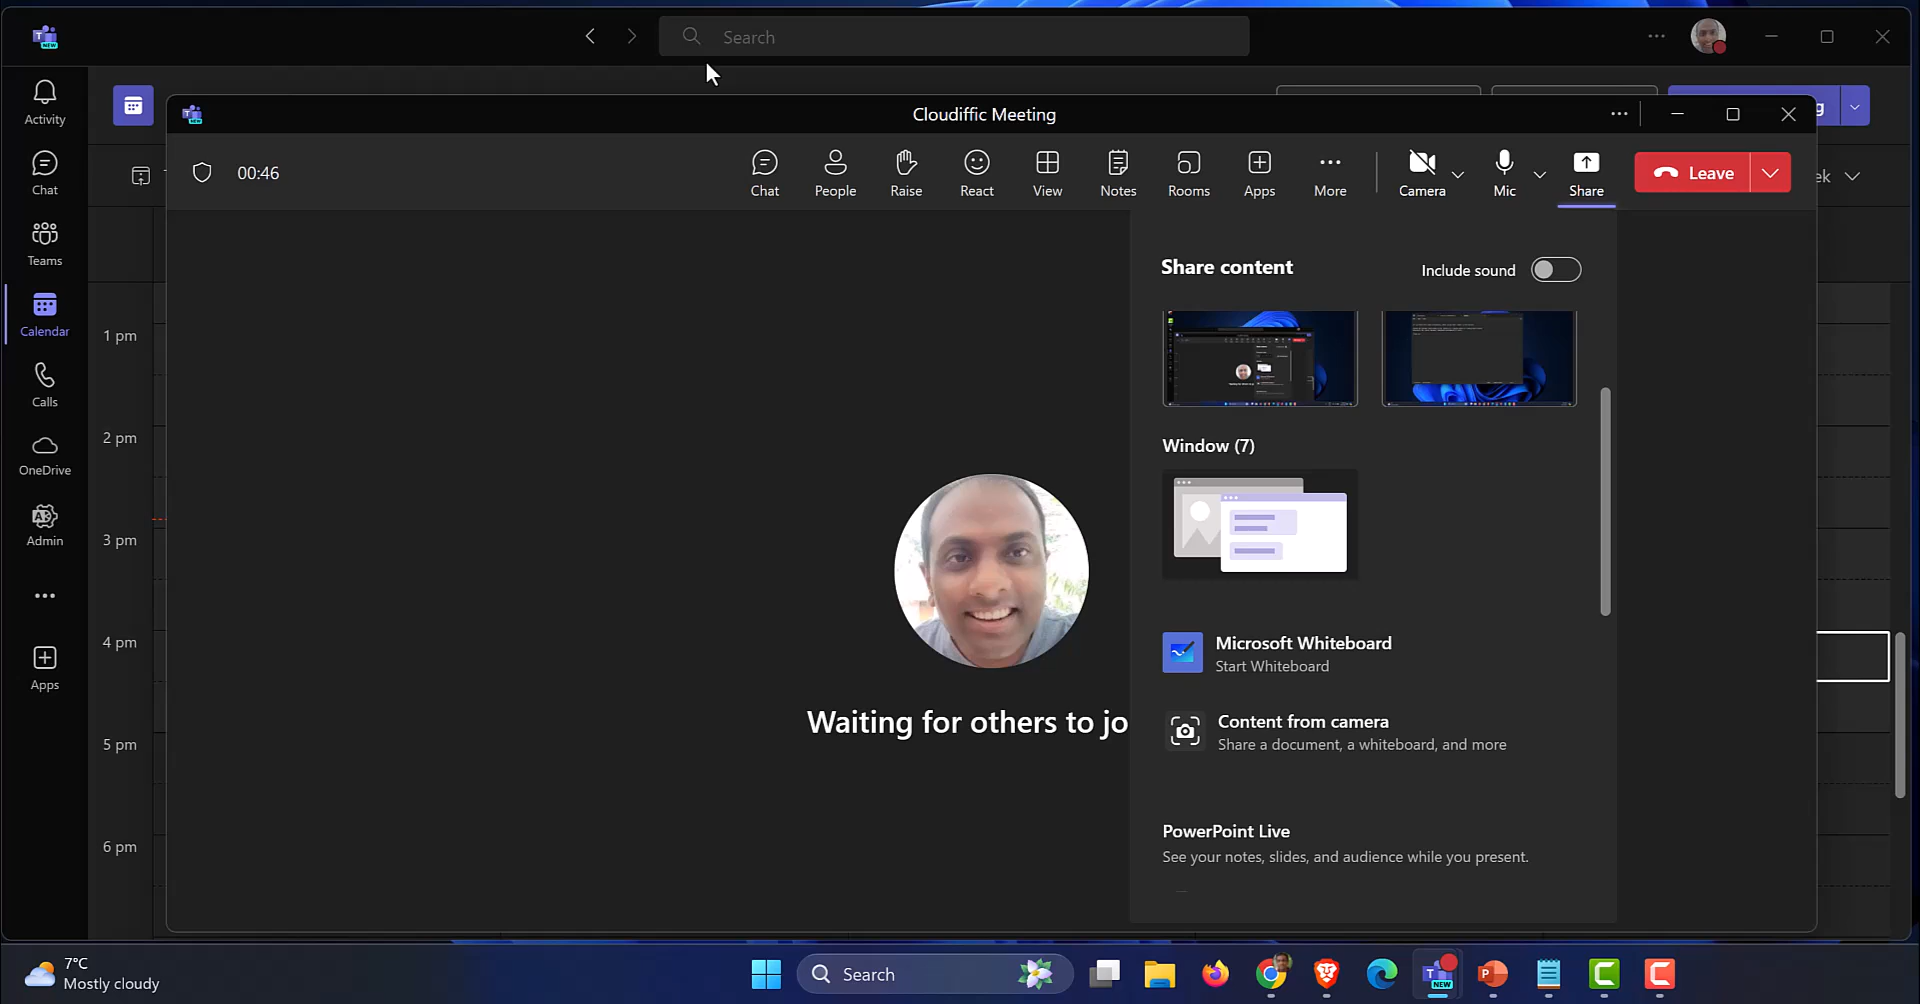 Search
Activity
Chat
Teams
Calendar
Calls
OneDrive
Admin
Apps
Cloudiffic Meeting
g
00:46
Chat
People
Raise
React
View
Notes
Rooms
Apps
More
Camera
Mic
Share
Leave
ek
1 pm
2 pm
3 pm
4 pm
5 pm
6 pm
Share content
Include sound
Window (7)
Microsoft Whiteboard
Start Whiteboard
Content from camera
Share a document, a whiteboard, and more
PowerPoint Live
See your notes, slides, and audience while you present.
Waiting for others to jo
7°C
Mostly cloudy
Search
NEW